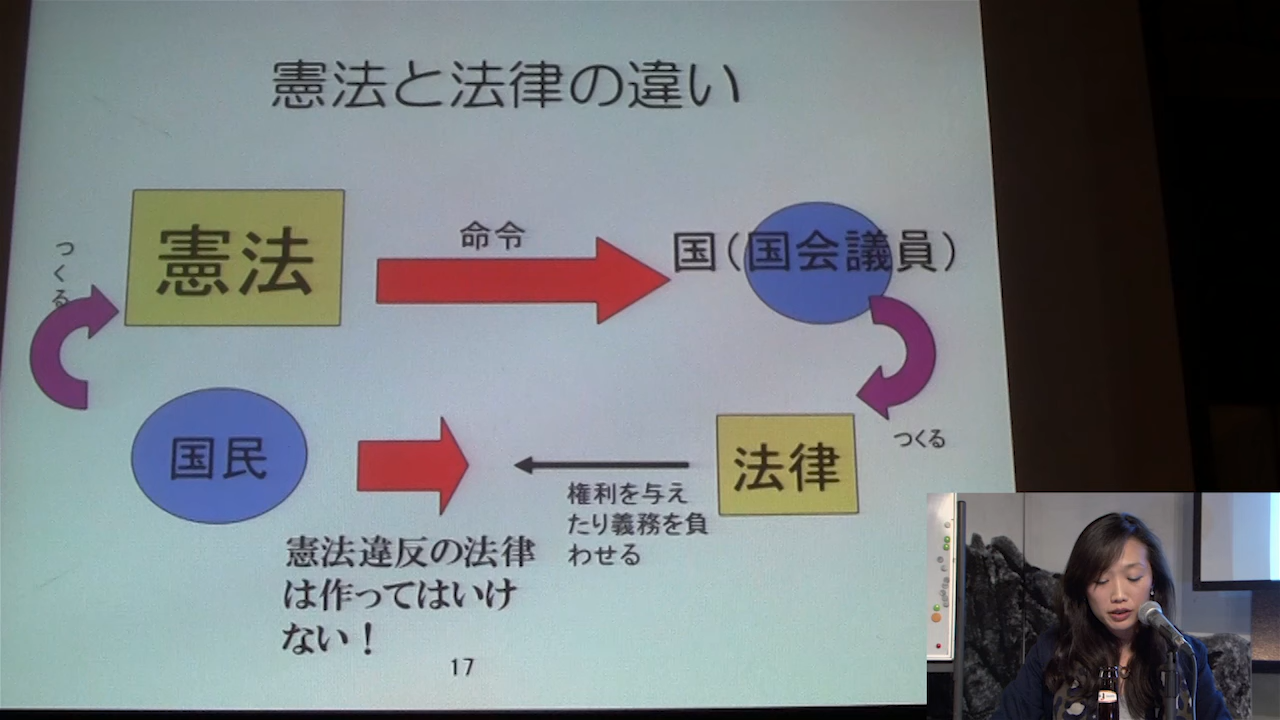 憲法と法律の違い
つくる
憲法
命令
国(国会議員)
国民
法律
つくる
権利を与え
たり義務を負
わせる
憲法違反の法律
は作ってはいけ
ない！
17